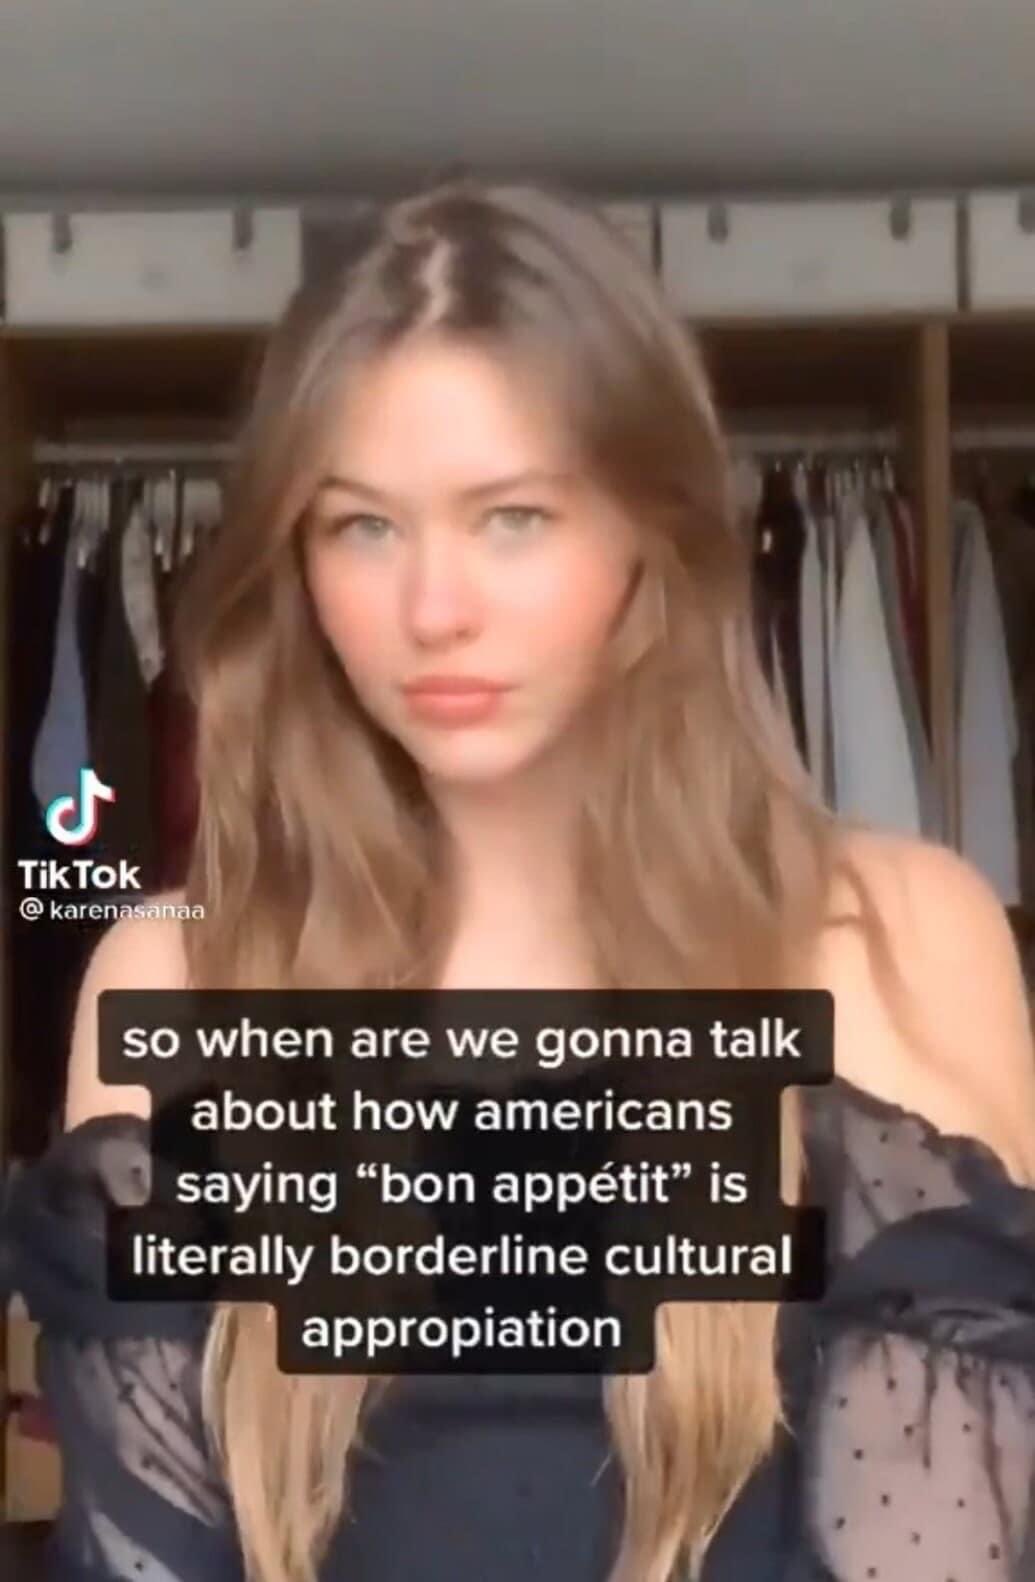 TikTok
@karenasanaa
so when are we gonna talk
about how americans
saying “bon appétit” is
literally borderline cultural
appropiation